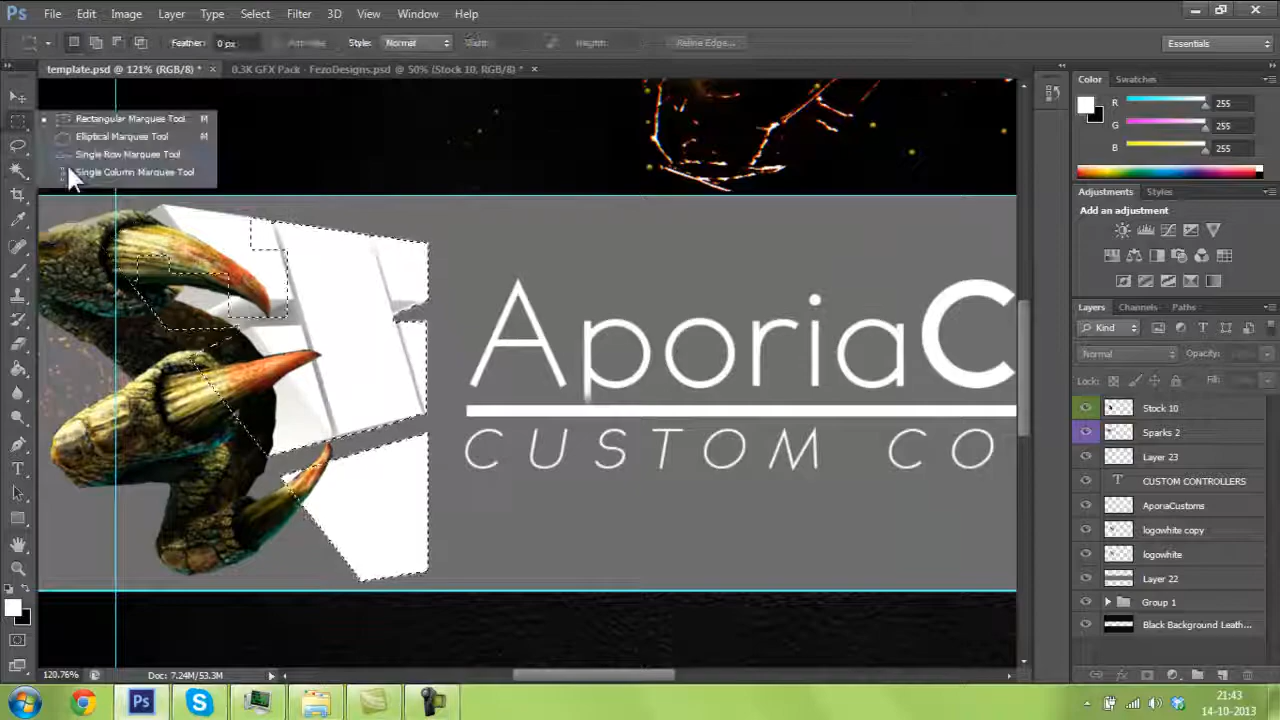 Ps File Edit Image Layer Type Select Filter 3D View Window Help
Feather: 0 px Anti-alias Style: Normal Width: Height: Refine Edge... Essentials
template.psd @ 121% (RGB/8) * × 0.3K GFX Pack - FezoDesigns.psd @ 50% (Stock 10, RGB/8) * ×
Rectangular Marquee Tool M
Elliptical Marquee Tool M
Single Row Marquee Tool
Single Column Marquee Tool
AporiaC
CUSTOM CO
Color Swatches
R 255
G 255
B 255
Adjustments Styles
Add an adjustment
Layers Channels Paths
Kind
Normal Opacity:
Lock: Fill:
Stock 10
Sparks 2
Layer 23
T CUSTOM CONTROLLERS
AporiaCustoms
logowhite copy
logowhite
Layer 22
Group 1
Black Background Leath...
120.76% Doc: 7.24M/53.3M
Ps
21:43
14-10-2013